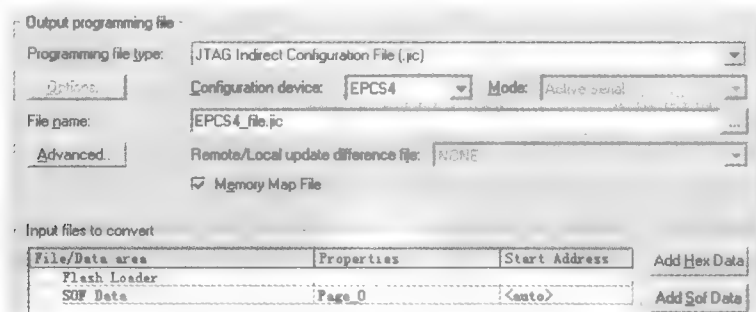 Output programming file
Programming file type: JTAG Indirect Configuration File (.jic)
Options... Configuration device: EPCS4 Mode: Active Serial
File name: EPCS4_file.jic ...
Advanced.. Remote/Local update difference file: NONE
Memory Map File
Input files to convert
File/Data area Properties Start Address Add Hex Data
Flash Loader
SOF Data Page_0 <auto> Add Sof Data